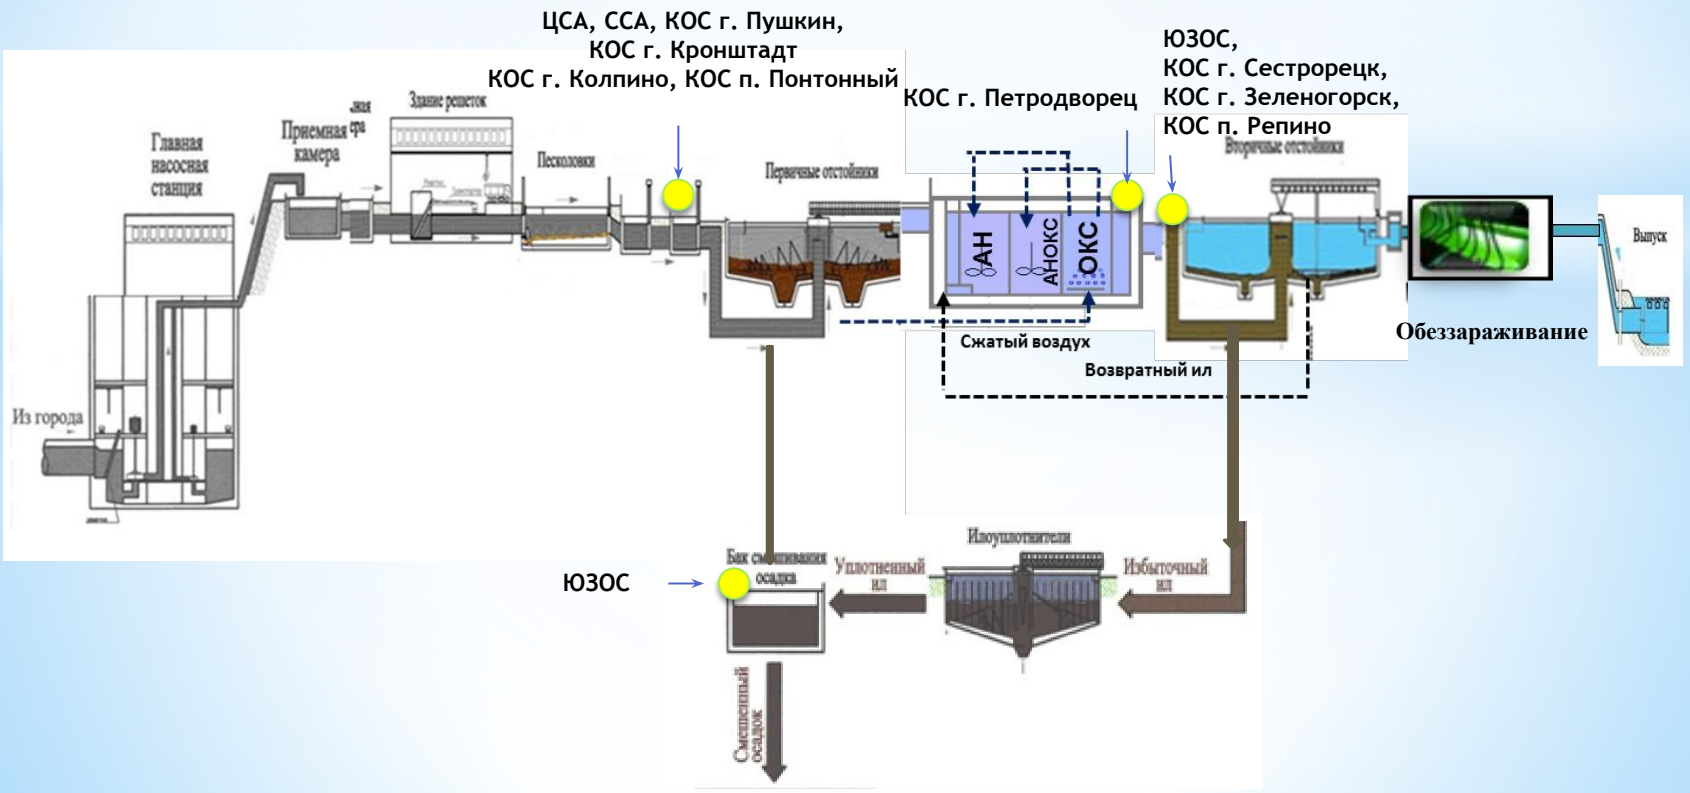 ЦСА, ССА, КОС г. Пушкин,
КОС г. Кронштадт
КОС г. Колпино, КОС п. Понтонный
КОС г. Петродворец
ЮЗОС,
КОС г. Сестрорецк,
КОС г. Зеленогорск,
КОС п. Репино
Главная
насосная
станция
Приемная
камера
ная
ера
Здание решеток
Песколовки
Первичные отстойники
АН
АНОКС
ОКС
Вторичные отстойники
Выпуск
Обеззараживание
Сжатый воздух
Возвратный ил
Из города
Илоуплотнители
Бак смешивания
осадка
Уплотненный
ил
Избыточный
ил
ЮЗОС
Смешенный
осадок